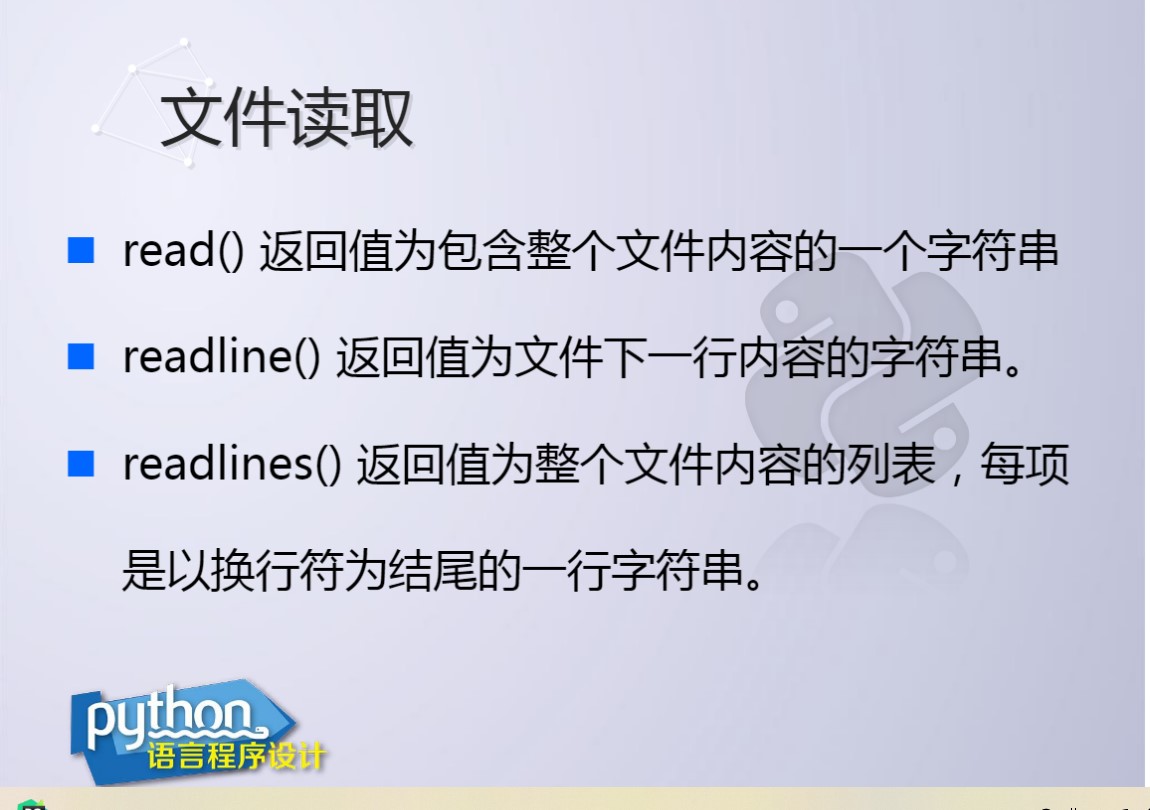 文件读取
read() 返回值为包含整个文件内容的一个字符串
readline() 返回值为文件下一行内容的字符串。
readlines() 返回值为整个文件内容的列表，每项
是以换行符为结尾的一行字符串。
python
语言程序设计